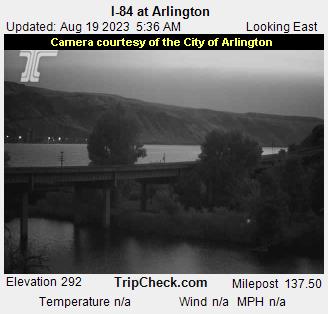 I-84 at Arlington
Updated: Aug 19 2023 5:36 AM Looking East
Camera courtesy of the City of Arlington
Elevation 292 TripCheck.com Milepost 137.50
Temperature n/a Wind n/a MPH n/a